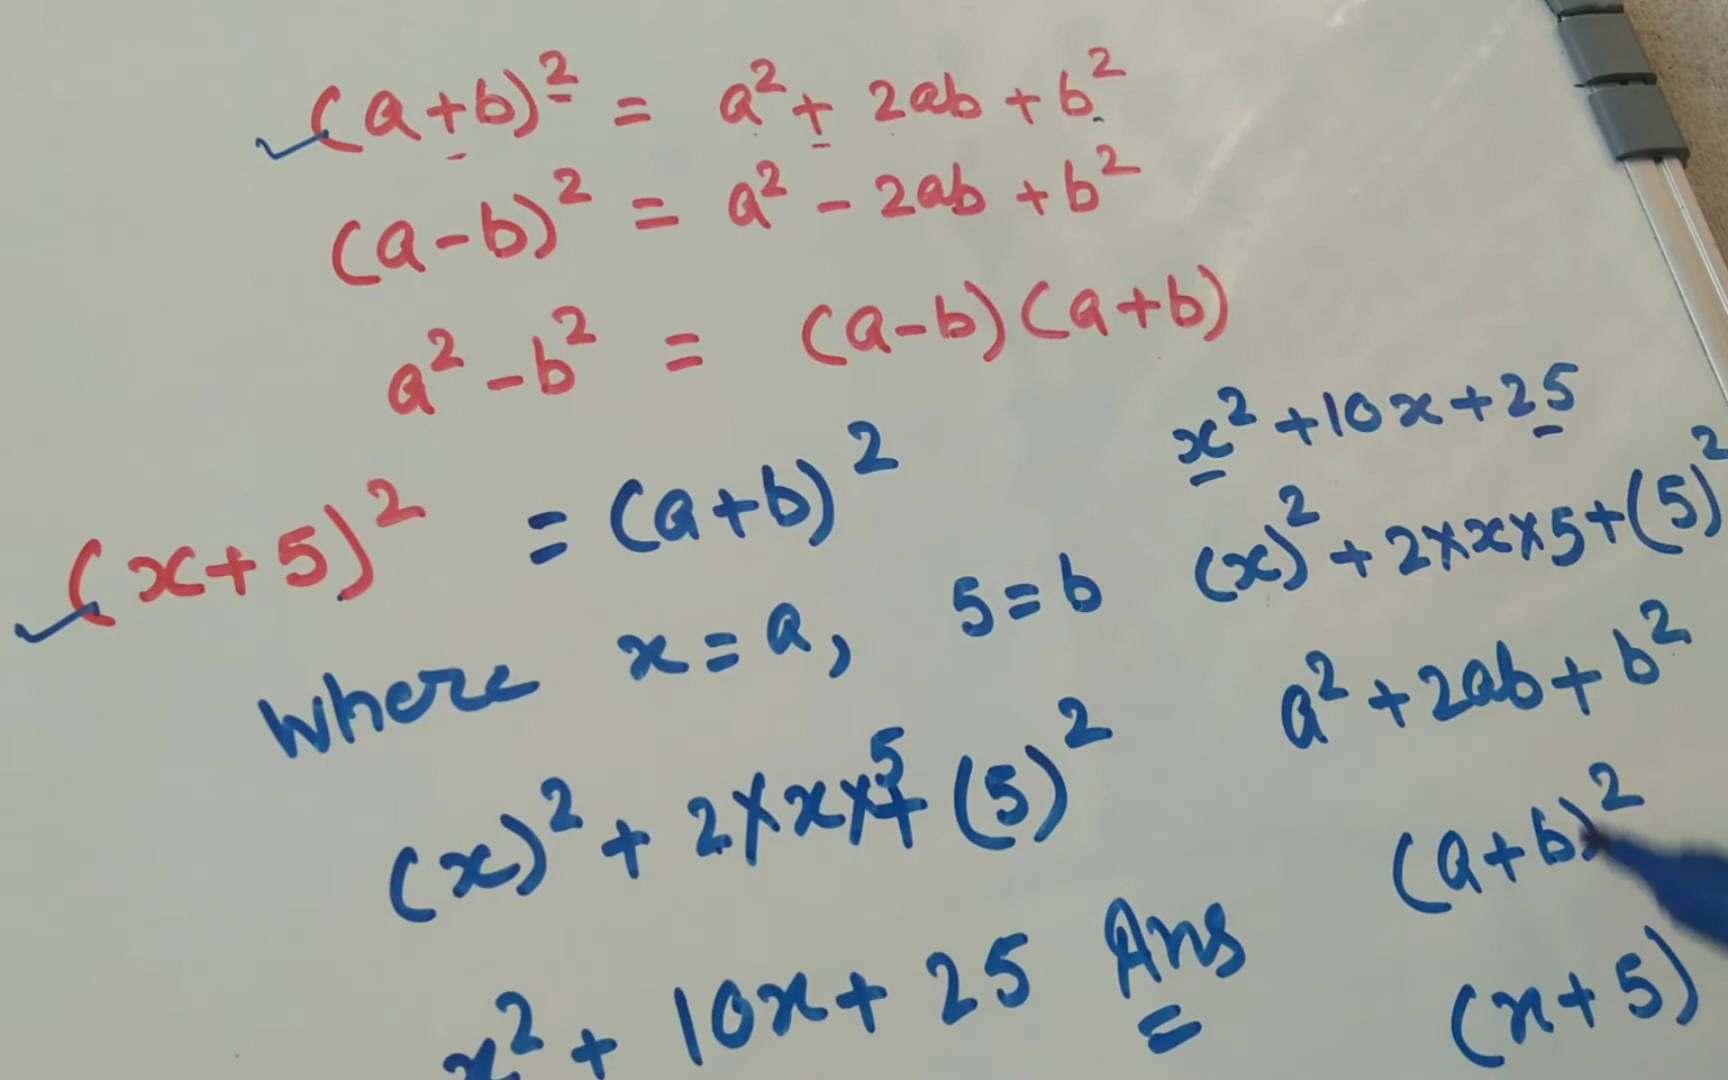 (a+b)² = a² + 2ab + b²
(a-b)² = a² - 2ab + b²
a² - b² = (a-b) (a+b)
(x+5)² = (a+b)²
where x = a, 5 = b
(x)² + 2×x×5 + (5)²
x² + 10x + 25 Ans
x² + 10x + 25
(x)² + 2×x×5 + (5)²
a² + 2ab + b²
(a+b)²
(x+5)